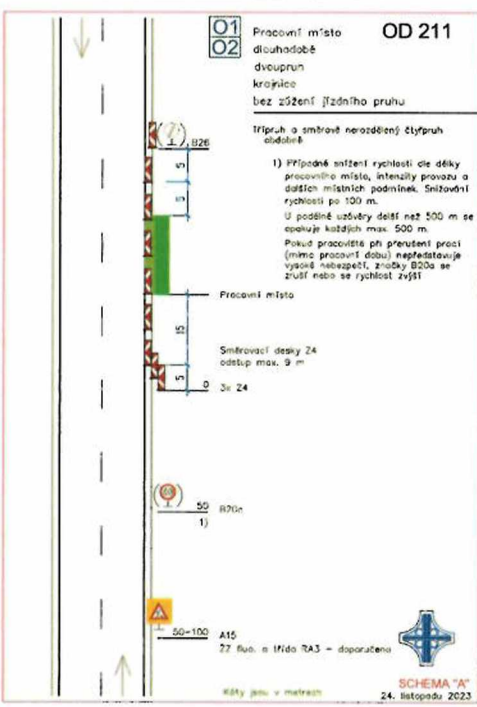 O1
O2
Pracovní místo
dlouhodobě
dvoupruh
krajnice
bez zúžení jízdního pruhu
OD 211
Třípruh a směrově nerozdělený čtyřpruh
obdobně
1) Případné snížení rychlosti dle délky
pracovního místa, intenzity provozu a
dalších místních podmínek. Snižování
rychlosti po 100 m.
U podélné uzávěry delší než 500 m se
opakuje každých max. 500 m.
Pokud pracoviště při přerušení prací
(mimo pracovní dobu) nepředstavuje
vysoké nebezpečí, značky B20a se
zruší nebo se rychlost zvýší
B26
5
5
Pracovní místo
15
Směrovací desky Z4
odstup max. 9 m
5
0
3x Z4
50
B20a
1)
50-100
A15
22 fluo. a třída RA3 - doporučeno
Kóty jsou v metrech
SCHEMA "A"
24. listopadu 2023